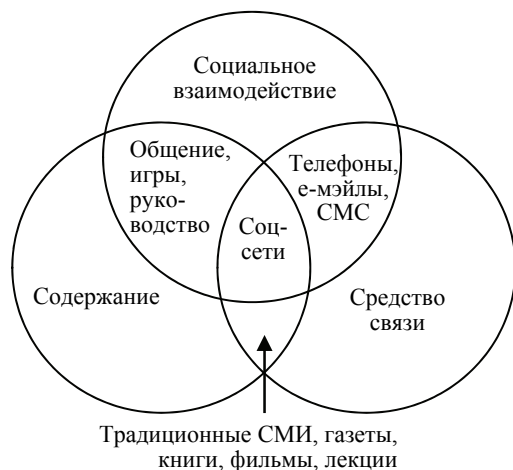 Социальное
взаимодействие
Общение,
игры,
руко-
водство
Телефоны,
е-мэйлы,
СМС
Соц-
сети
Содержание
Средство
связи
Традиционные СМИ, газеты,
книги, фильмы, лекции